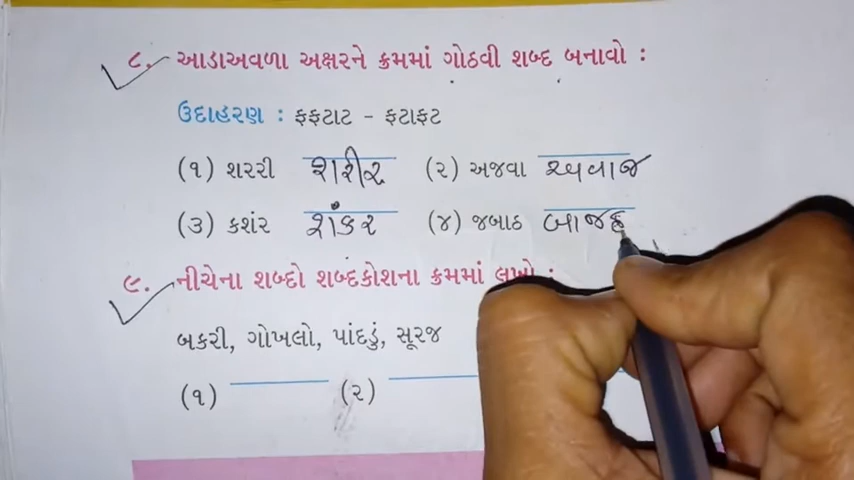 ૮. આડાઅવળા અક્ષરને ક્રમમાં ગોઠવી શબ્દ બનાવો :
ઉદાહરણ : ફફટાટ - ફટાફટ
(૧) શરરી શરીર (૨) અજવા અવાજ
(૩) કશંર શંકર (૪) જબાઠ બાજઠ
૯. નીચેના શબ્દો શબ્દકોશના ક્રમમાં લખો :
બકરી, ગોખલો, પાંદડું, સૂરજ
(૧) (૨)